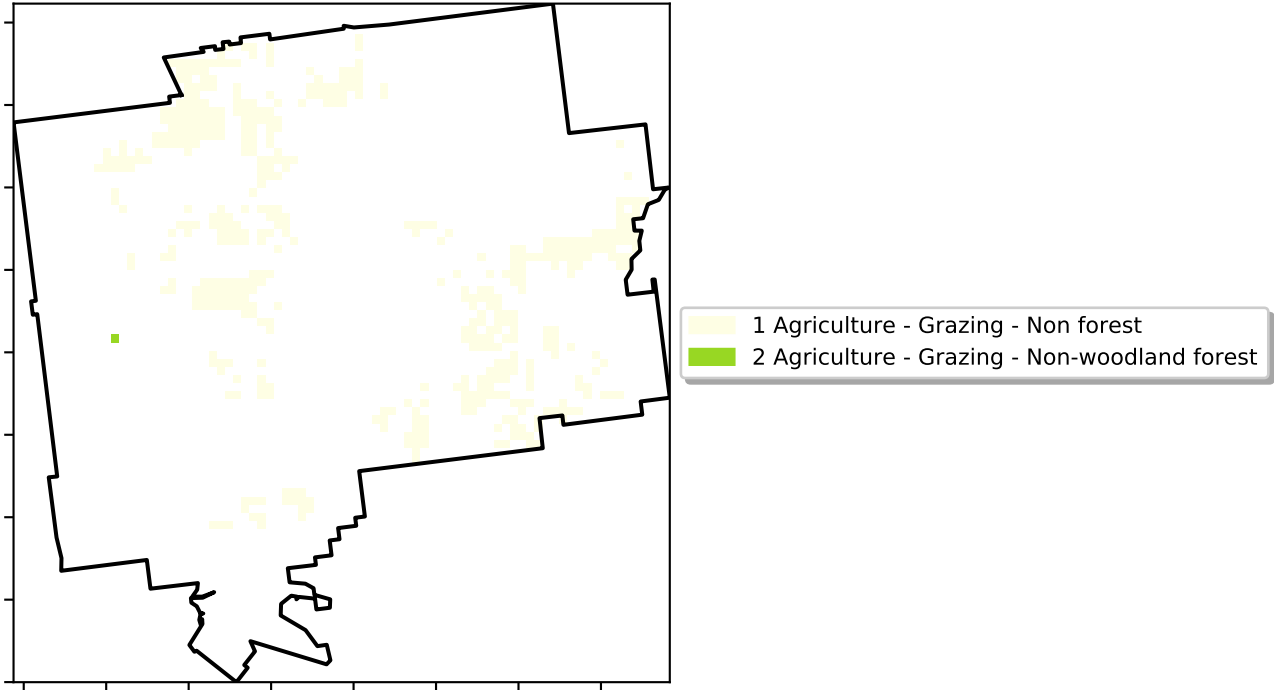 1 Agriculture - Grazing - Non forest
2 Agriculture - Grazing - Non-woodland forest